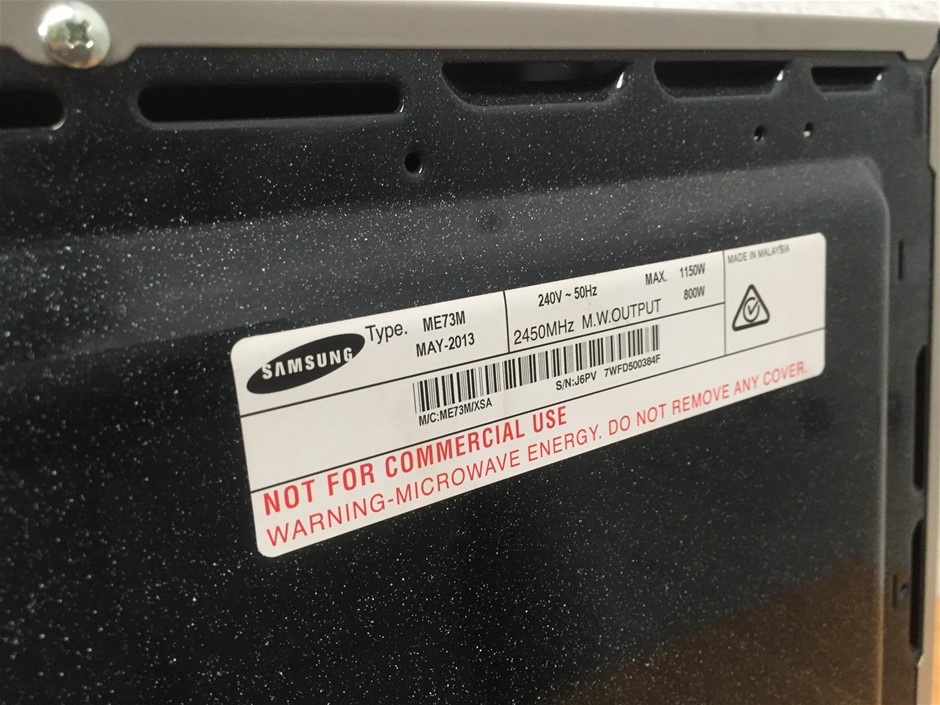 SAMSUNG
Type. ME73M
MAY-2013
240V ~ 50Hz MAX. 1150W
2450MHz M.W.OUTPUT 800W
MADE IN MALAYSIA
M/C:ME73M/XSA S/N:J6PV 7WFD500384F
NOT FOR COMMERCIAL USE
WARNING-MICROWAVE ENERGY. DO NOT REMOVE ANY COVER.